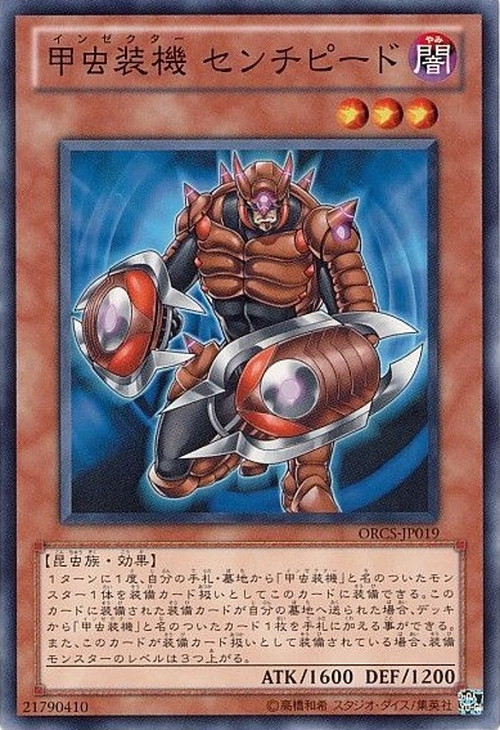 インゼクター
甲虫装機 センチピード
やみ
闇
ORCS-JP019
【昆虫族・効果】
1ターンに1度、自分の手札・墓地から「甲虫装機」と名のついたモン
スター1体を装備カード扱いとしてこのカードに装備できる。この
カードに装備された装備カードが自分の墓地へ送られた場合、デッキ
から「甲虫装機」と名のついたカード1枚を手札に加える事ができる。
また、このカードが装備カード扱いとして装備されている場合、装備
モンスターのレベルは3つ上がる。
ATK/1600 DEF/1200
21790410 ©高橋和希 スタジオ・ダイス/集英社